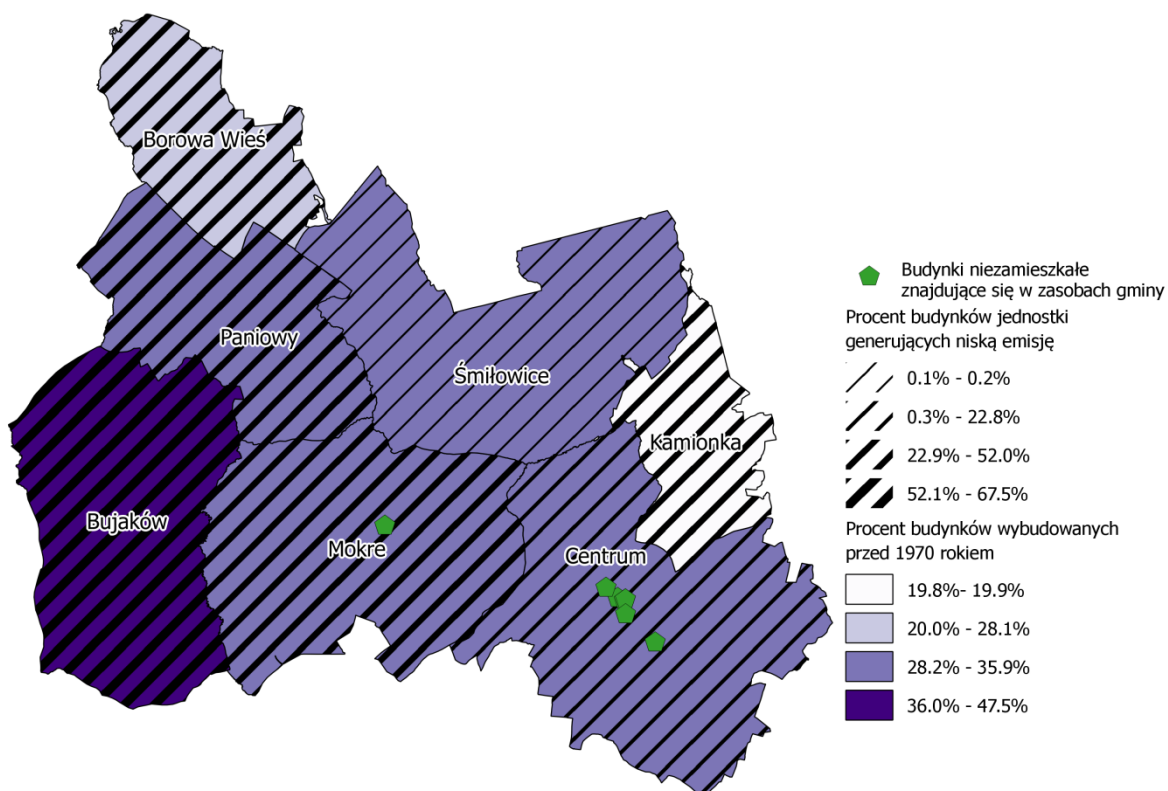 Borowa Wieś
Paniowy
Śmiłowice
Kamionka
Bujaków
Mokre
Centrum
Budynki niezamieszkałe
znajdujące się w zasobach gminy
Procent budynków jednostki
generujących niską emisję
0.1% - 0.2%
0.3% - 22.8%
22.9% - 52.0%
52.1% - 67.5%
Procent budynków wybudowanych
przed 1970 rokiem
19.8%- 19.9%
20.0% - 28.1%
28.2% - 35.9%
36.0% - 47.5%